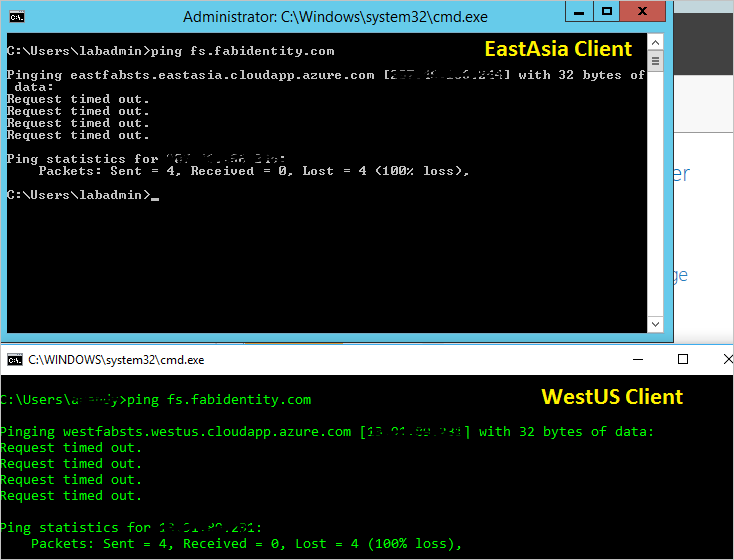 Administrator: C:\Windows\system32\cmd.exe
C:\Users\labadmin>ping fs.fabidentity.com
EastAsia Client
Pinging eastfabsts.eastasia.cloudapp.azure.com [ ] with 32 bytes of
data:
Request timed out.
Request timed out.
Request timed out.
Request timed out.
Ping statistics for :
Packets: Sent = 4, Received = 0, Lost = 4 (100% loss),
C:\Users\labadmin>_
er
ge
C:\WINDOWS\system32\cmd.exe
C:\Users\ >ping fs.fabidentity.com
WestUS Client
Pinging westfabsts.westus.cloudapp.azure.com [ ] with 32 bytes of data:
Request timed out.
Request timed out.
Request timed out.
Request timed out.
Ping statistics for :
Packets: Sent = 4, Received = 0, Lost = 4 (100% loss),